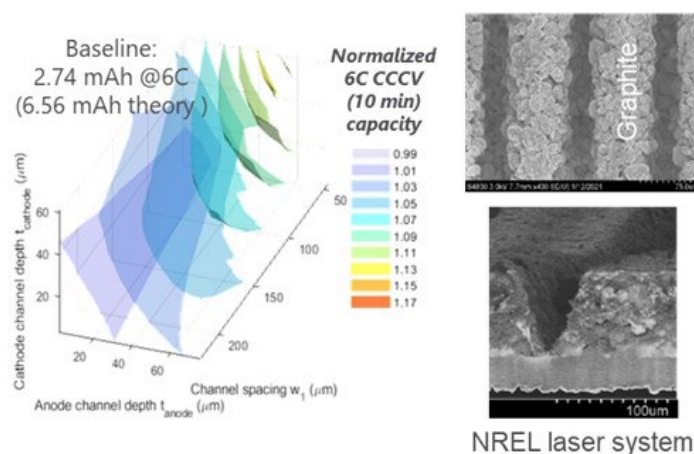 Baseline:
2.74 mAh @6C
(6.56 mAh theory )
Normalized
6C CCCV
(10 min)
capacity
0.99
1.01
1.03
1.05
1.07
1.09
1.11
1.13
1.15
1.17
Cathode channel depth t_cathode (μm)
60
40
20
20
40
60
Anode channel depth t_anode (μm)
50
100
150
200
Channel spacing w_1 (μm)
Graphite
100um
NREL laser system